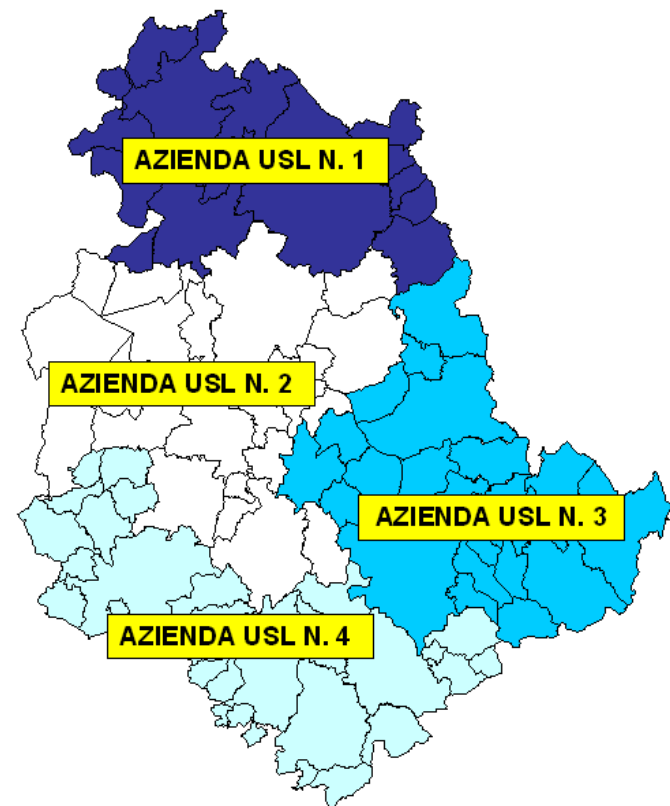 AZIENDA USL N. 1
AZIENDA USL N. 2
AZIENDA USL N. 3
AZIENDA USL N. 4